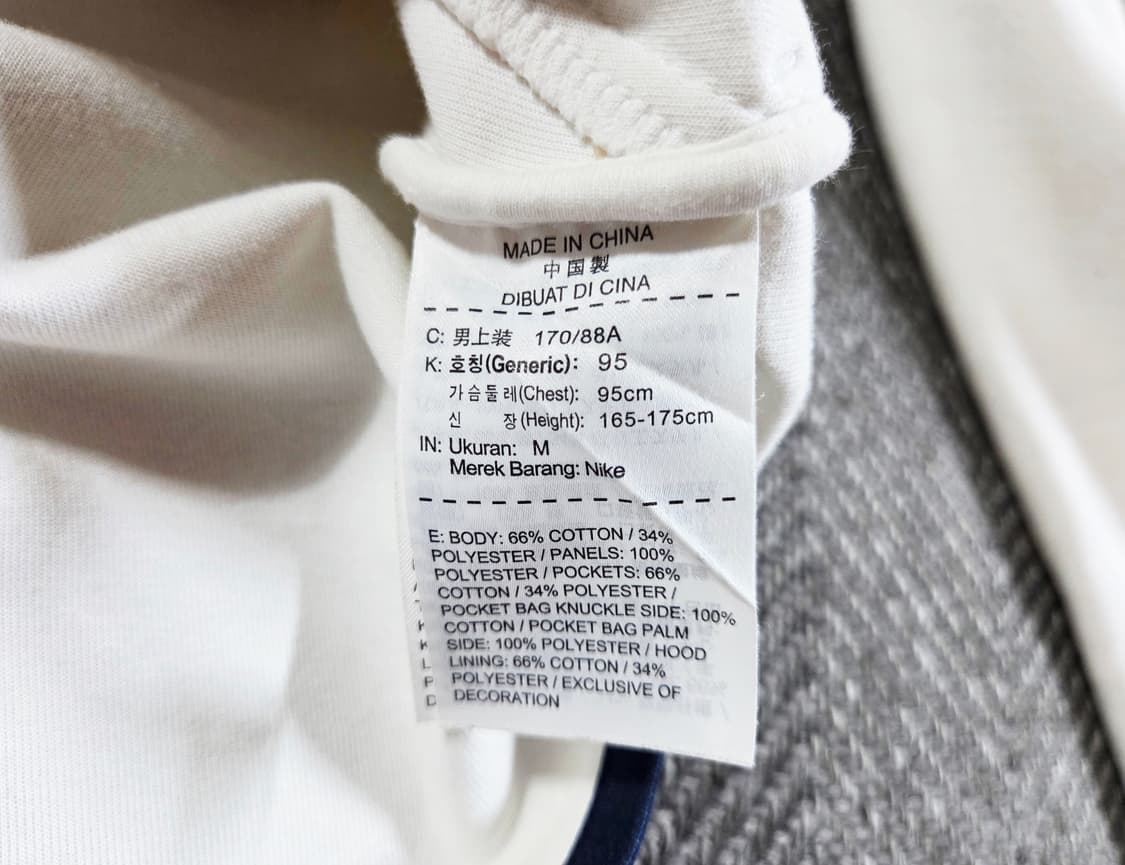 MADE IN CHINA
中国製
DIBUAT DI CINA
C: 男上装 170/88A
K: 호칭(Generic): 95
가슴둘레(Chest): 95cm
신 장(Height): 165-175cm
IN: Ukuran: M
Merek Barang: Nike
E: BODY: 66% COTTON / 34%
POLYESTER / PANELS: 100%
POLYESTER / POCKETS: 66%
COTTON / 34% POLYESTER /
POCKET BAG KNUCKLE SIDE: 100%
COTTON / POCKET BAG PALM
SIDE: 100% POLYESTER / HOOD
LINING: 66% COTTON / 34%
POLYESTER / EXCLUSIVE OF
DECORATION